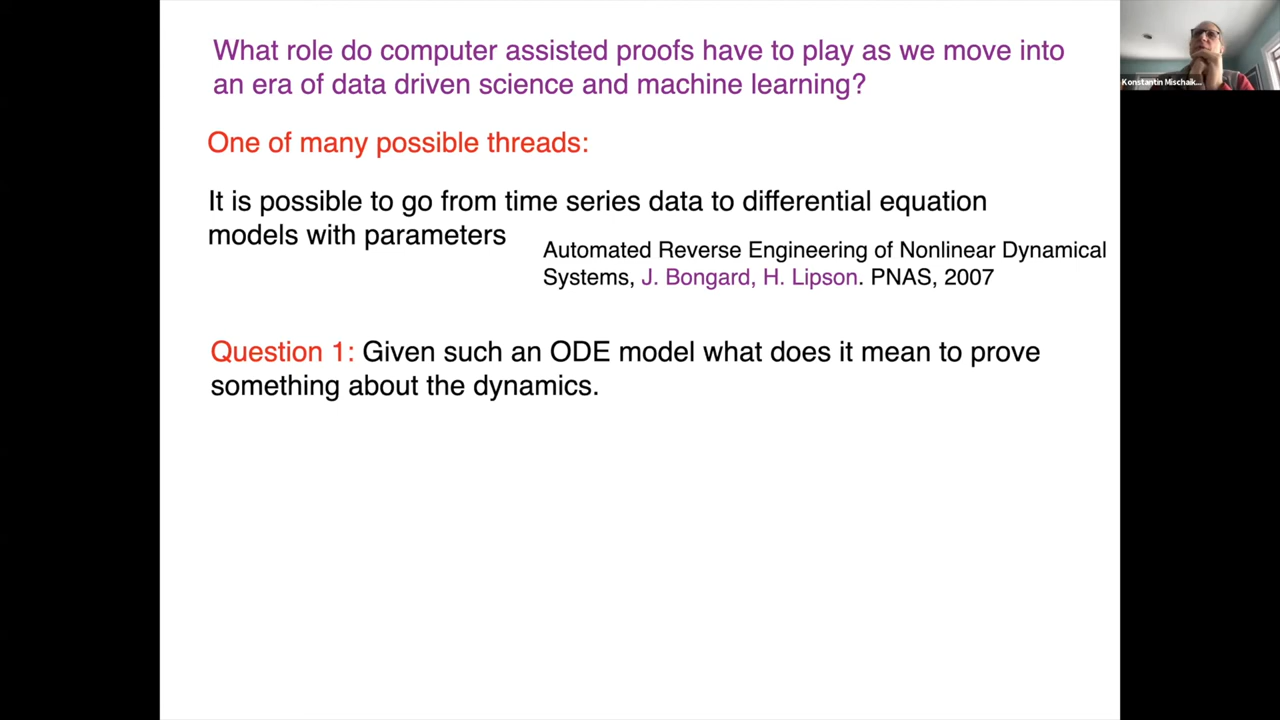 What role do computer assisted proofs have to play as we move into
an era of data driven science and machine learning?
One of many possible threads:
It is possible to go from time series data to differential equation
models with parameters
Automated Reverse Engineering of Nonlinear Dynamical
Systems, J. Bongard, H. Lipson. PNAS, 2007
Question 1: Given such an ODE model what does it mean to prove
something about the dynamics.
Konstantin Mischaik...